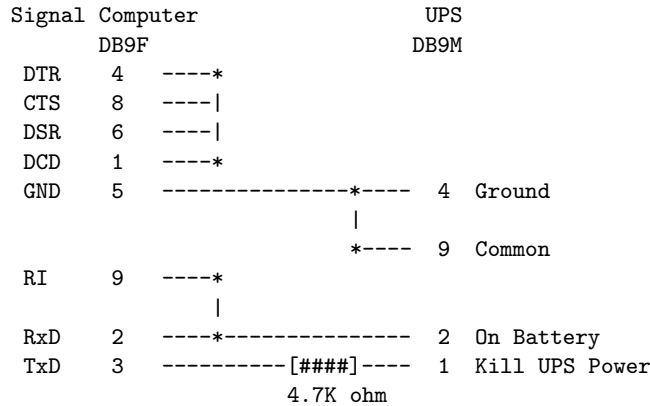 Signal Computer                    UPS
       DB9F                       DB9M
 DTR   4   ----*
 CTS   8   ----|
 DSR   6   ----|
 DCD   1   ----*
 GND   5   ---------------*----  4  Ground
                          |
                          *----  9  Common
 RI    9   ----*
               |
 RxD   2   ----*---------------  2  On Battery
 TxD   3   ----------[####]----  1  Kill UPS Power
                    4.7K ohm